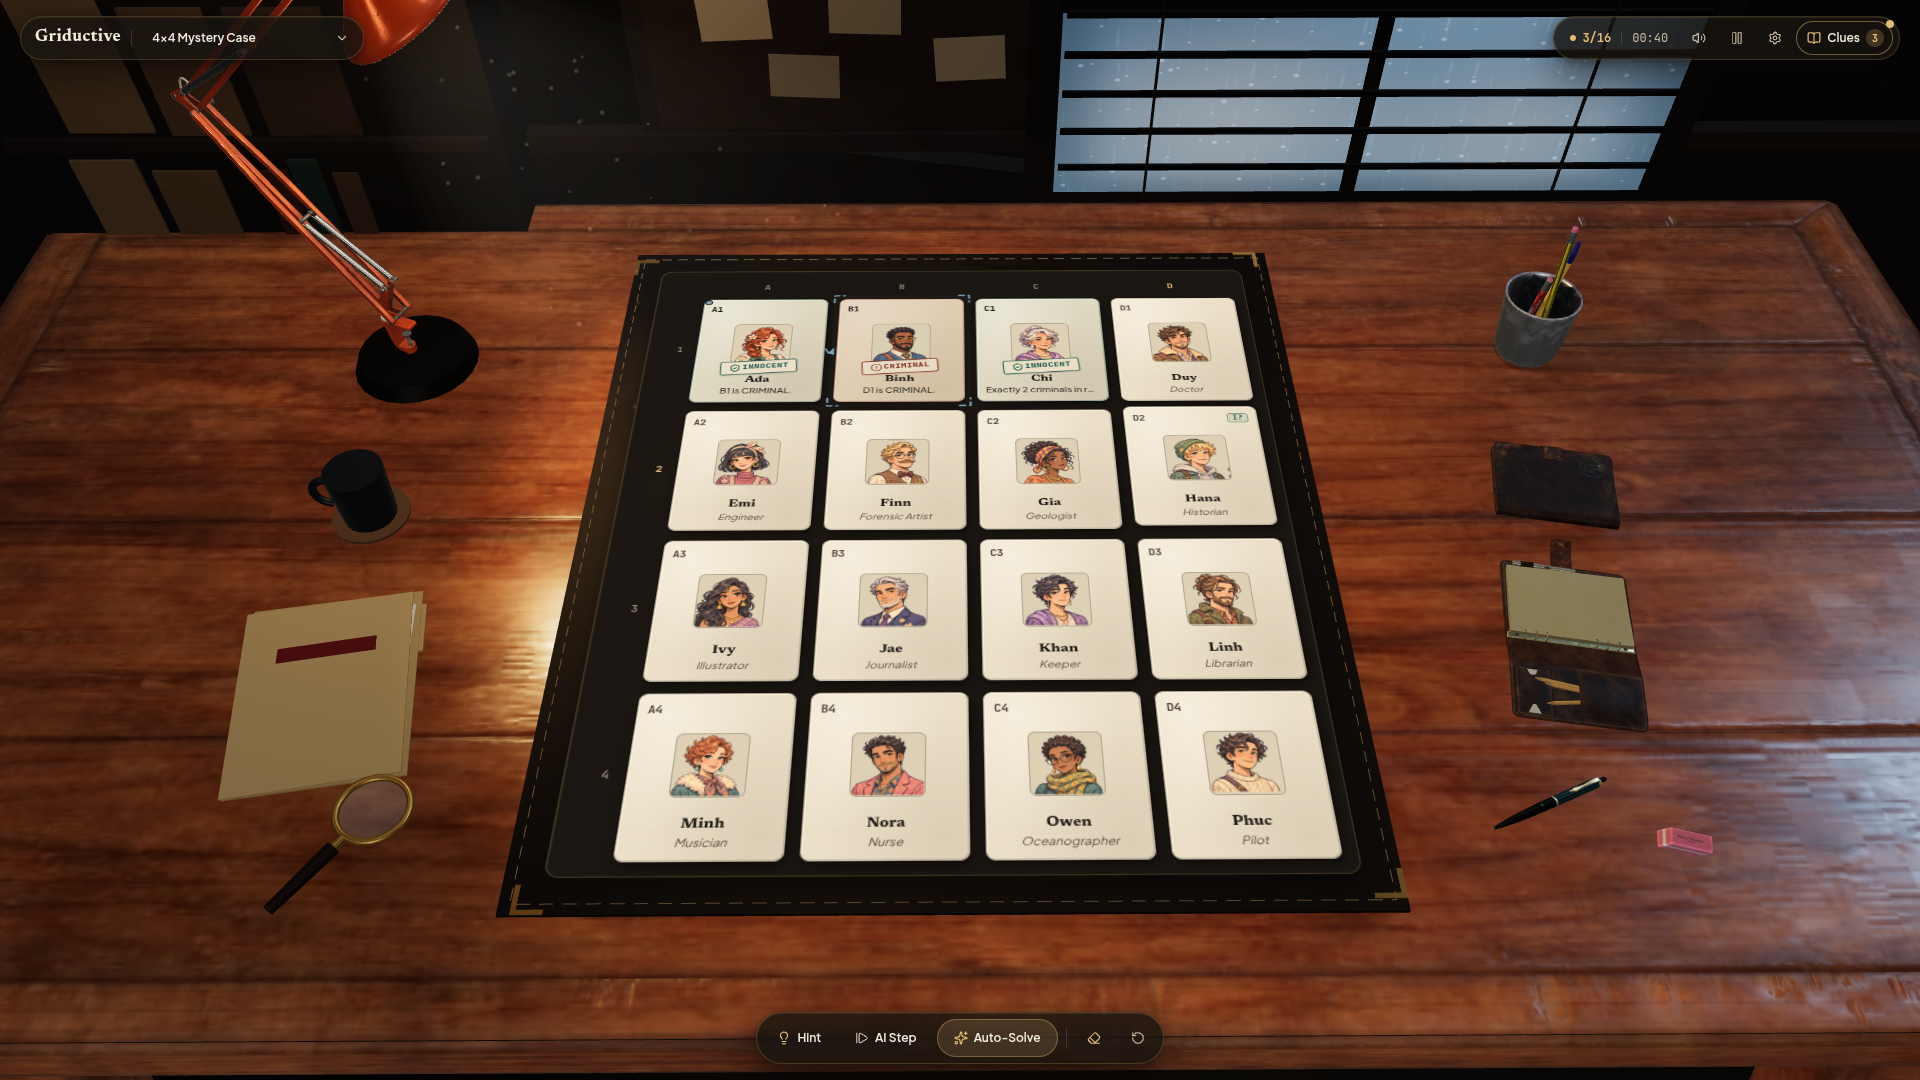 Griductive
4×4 Mystery Case
3/16
00:40
Clues
3
A
B
C
D
1
2
3
4
A1
INNOCENT
Ada
B1 is CRIMINAL.
B1
CRIMINAL
Binh
D1 is CRIMINAL.
C1
INNOCENT
Chi
Exactly 2 criminals in r...
D1
Duy
Doctor
A2
Emi
Engineer
B2
Finn
Forensic Artist
C2
Gia
Geologist
D2
Hana
Historian
A3
Ivy
Illustrator
B3
Jae
Journalist
C3
Khan
Keeper
D3
Linh
Librarian
A4
Minh
Musician
B4
Nora
Nurse
C4
Owen
Oceanographer
D4
Phuc
Pilot
Hint
AI Step
Auto-Solve